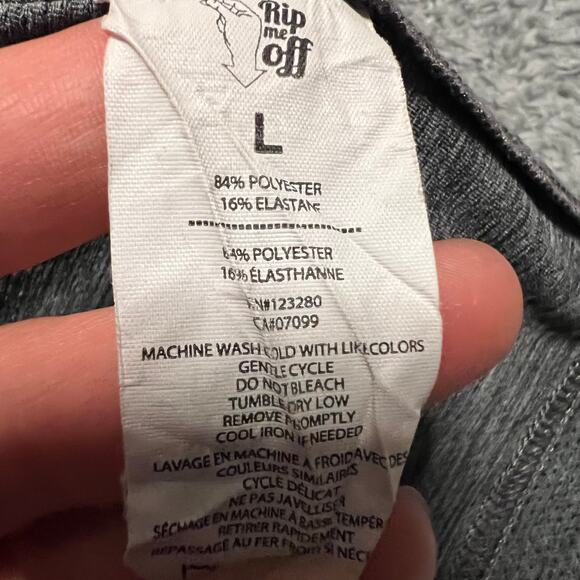 Rip
me
off
L
84% POLYESTER
16% ELASTANE
84% POLYESTER
16% ÉLASTHANNE
RN#123280
CA#07099
MACHINE WASH COLD WITH LIKE COLORS
GENTLE CYCLE
DO NOT BLEACH
TUMBLE DRY LOW
REMOVE PROMPTLY
COOL IRON IF NEEDED
LAVAGE EN MACHINE A FROID AVEC DES
COULEURS SIMILAIRES
CYCLE DÉLICAT
NE PAS JAVELLISER
SÉCHAGE EN MACHINE À BASSE TEMPÉR
RETIRER RAPIDEMENT
REPASSAGE AU FER FROID SI NÉC